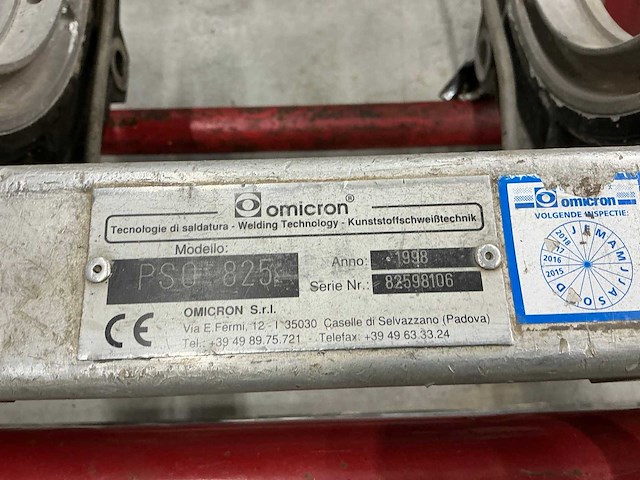 omicron®
Tecnologie di saldatura - Welding Technology - Kunststoffschweißtechnik
Modello:
PSO 825
Anno: 1998
Serie Nr.: 82598106
OMICRON S.r.l.
Via E.Fermi, 12 - I 35030 Caselle di Selvazzano (Padova)
Tel.: +39 49 89.75.721 Telefax: +39 49 63.33.24
CE
omicron
VOLGENDE INSPECTIE:
J F M A M J J A S O N D
2018
17
2016
2015